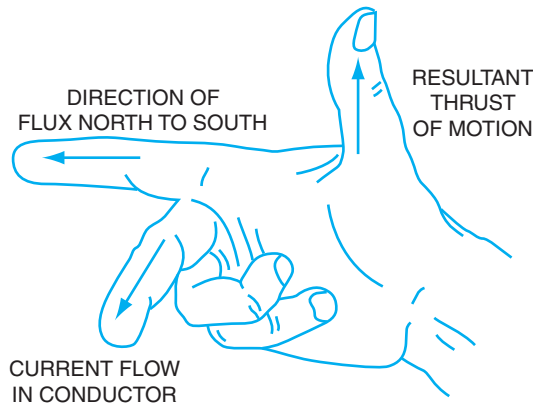 DIRECTION OF
FLUX NORTH TO SOUTH
RESULTANT
THRUST
OF MOTION
CURRENT FLOW
IN CONDUCTOR